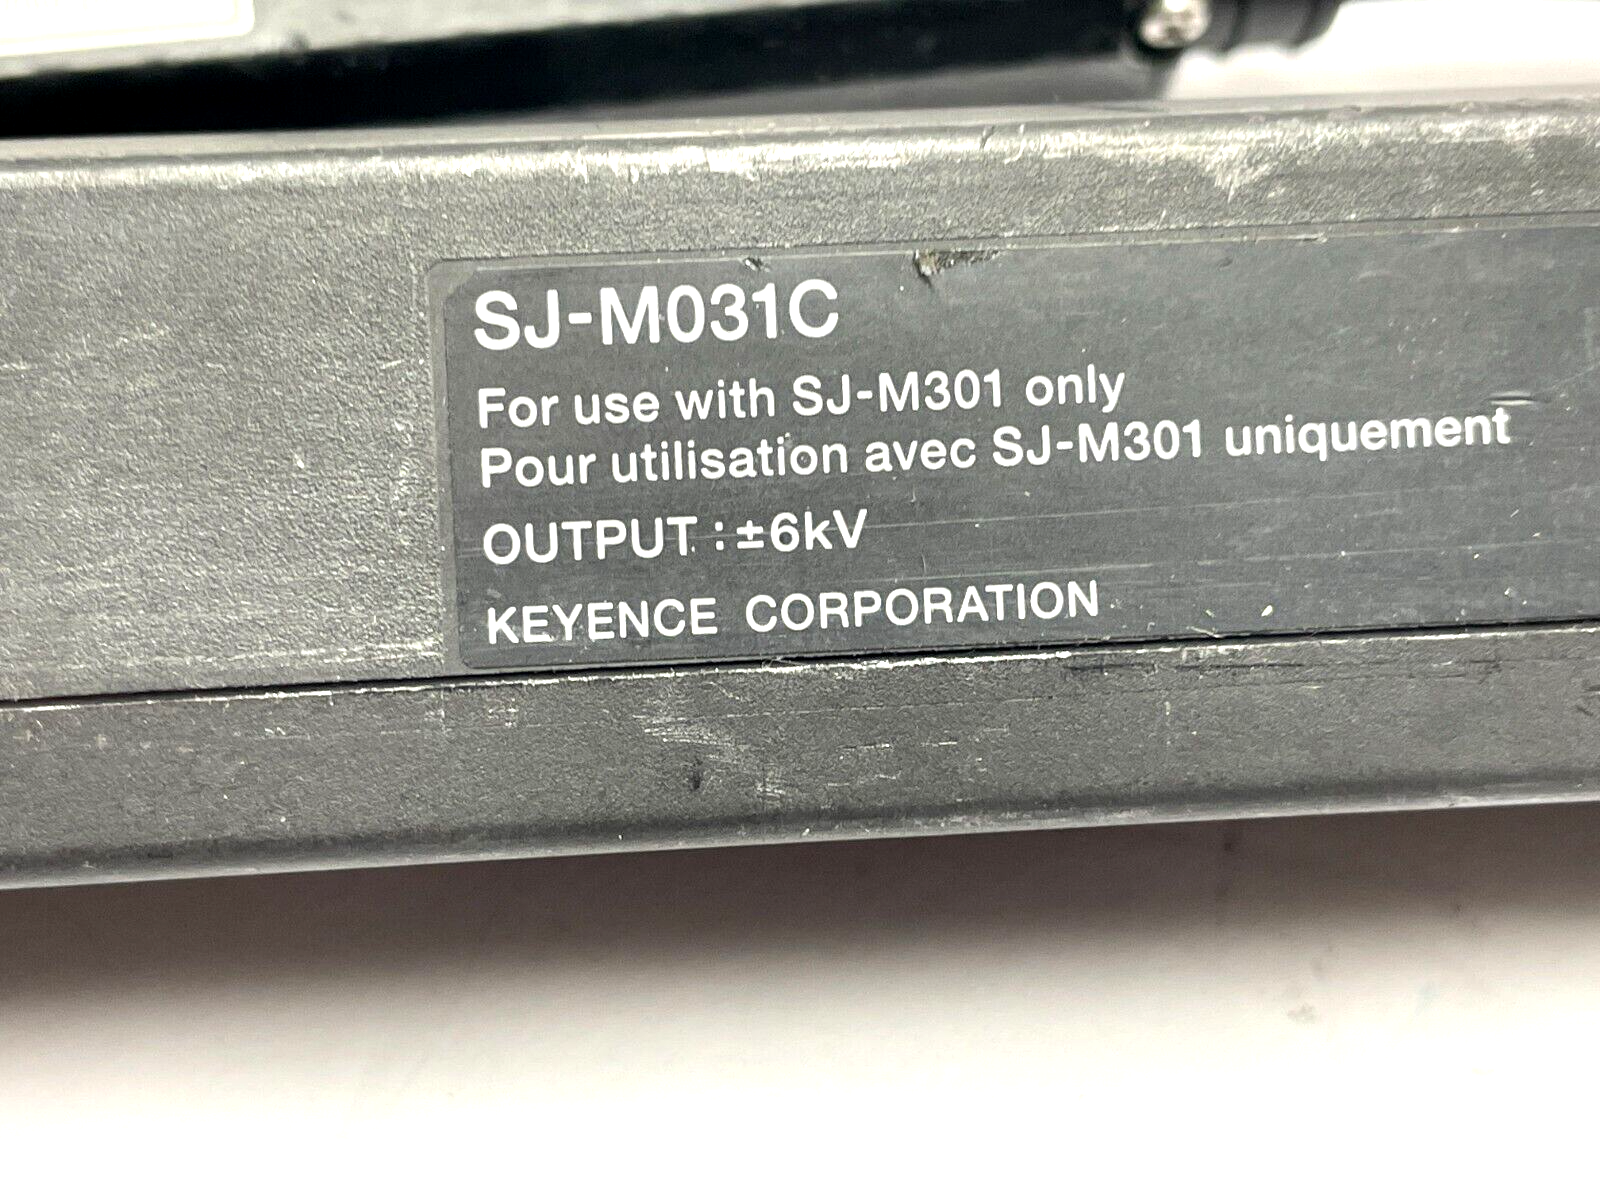 SJ-M031C
For use with SJ-M301 only
Pour utilisation avec SJ-M301 uniquement
OUTPUT : ±6kV
KEYENCE CORPORATION